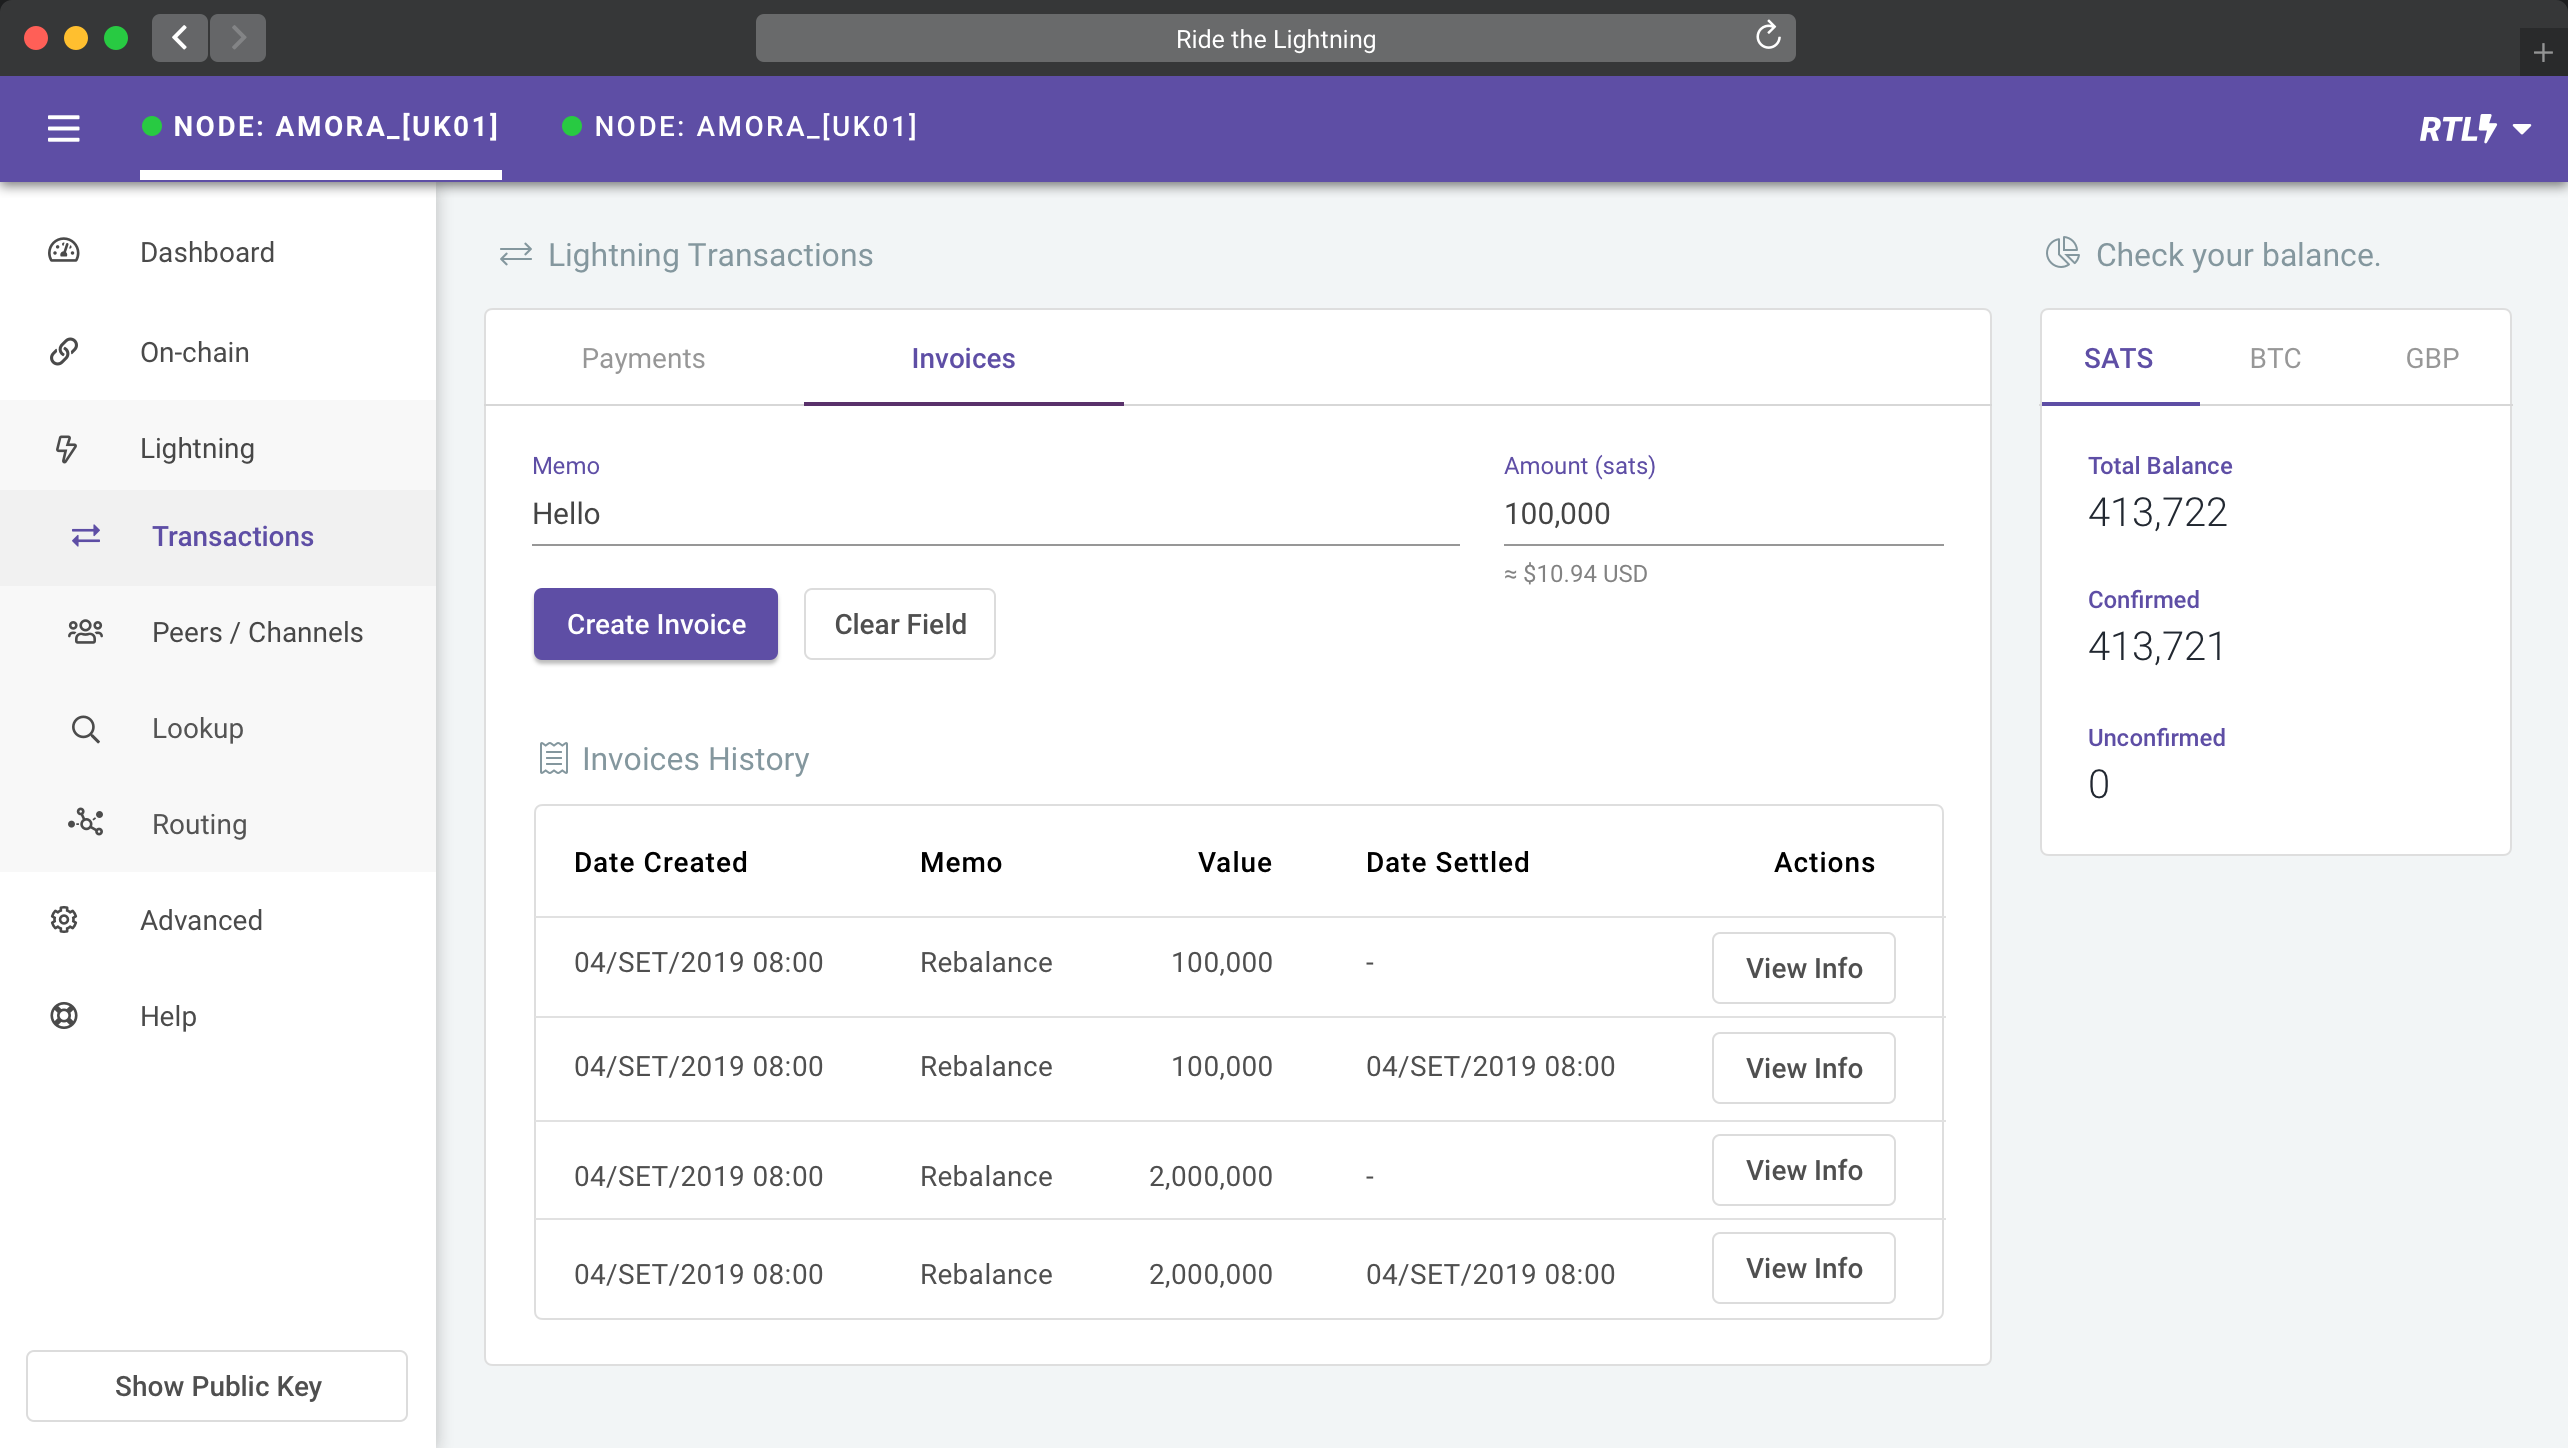 Ride the Lightning
NODE: AMORA_[UK01]
NODE: AMORA_[UK01]
RTL
Dashboard
On-chain
Lightning
Transactions
Peers / Channels
Lookup
Routing
Advanced
Help
Show Public Key
Lightning Transactions
Payments Invoices
Memo Amount (sats)
Hello 100,000
≈ $10.94 USD
Create Invoice Clear Field
Invoices History
Date Created Memo Value Date Settled Actions
04/SET/2019 08:00 Rebalance 100,000 - View Info
04/SET/2019 08:00 Rebalance 100,000 04/SET/2019 08:00 View Info
04/SET/2019 08:00 Rebalance 2,000,000 - View Info
04/SET/2019 08:00 Rebalance 2,000,000 04/SET/2019 08:00 View Info
Check your balance.
SATS BTC GBP
Total Balance
413,722
Confirmed
413,721
Unconfirmed
0